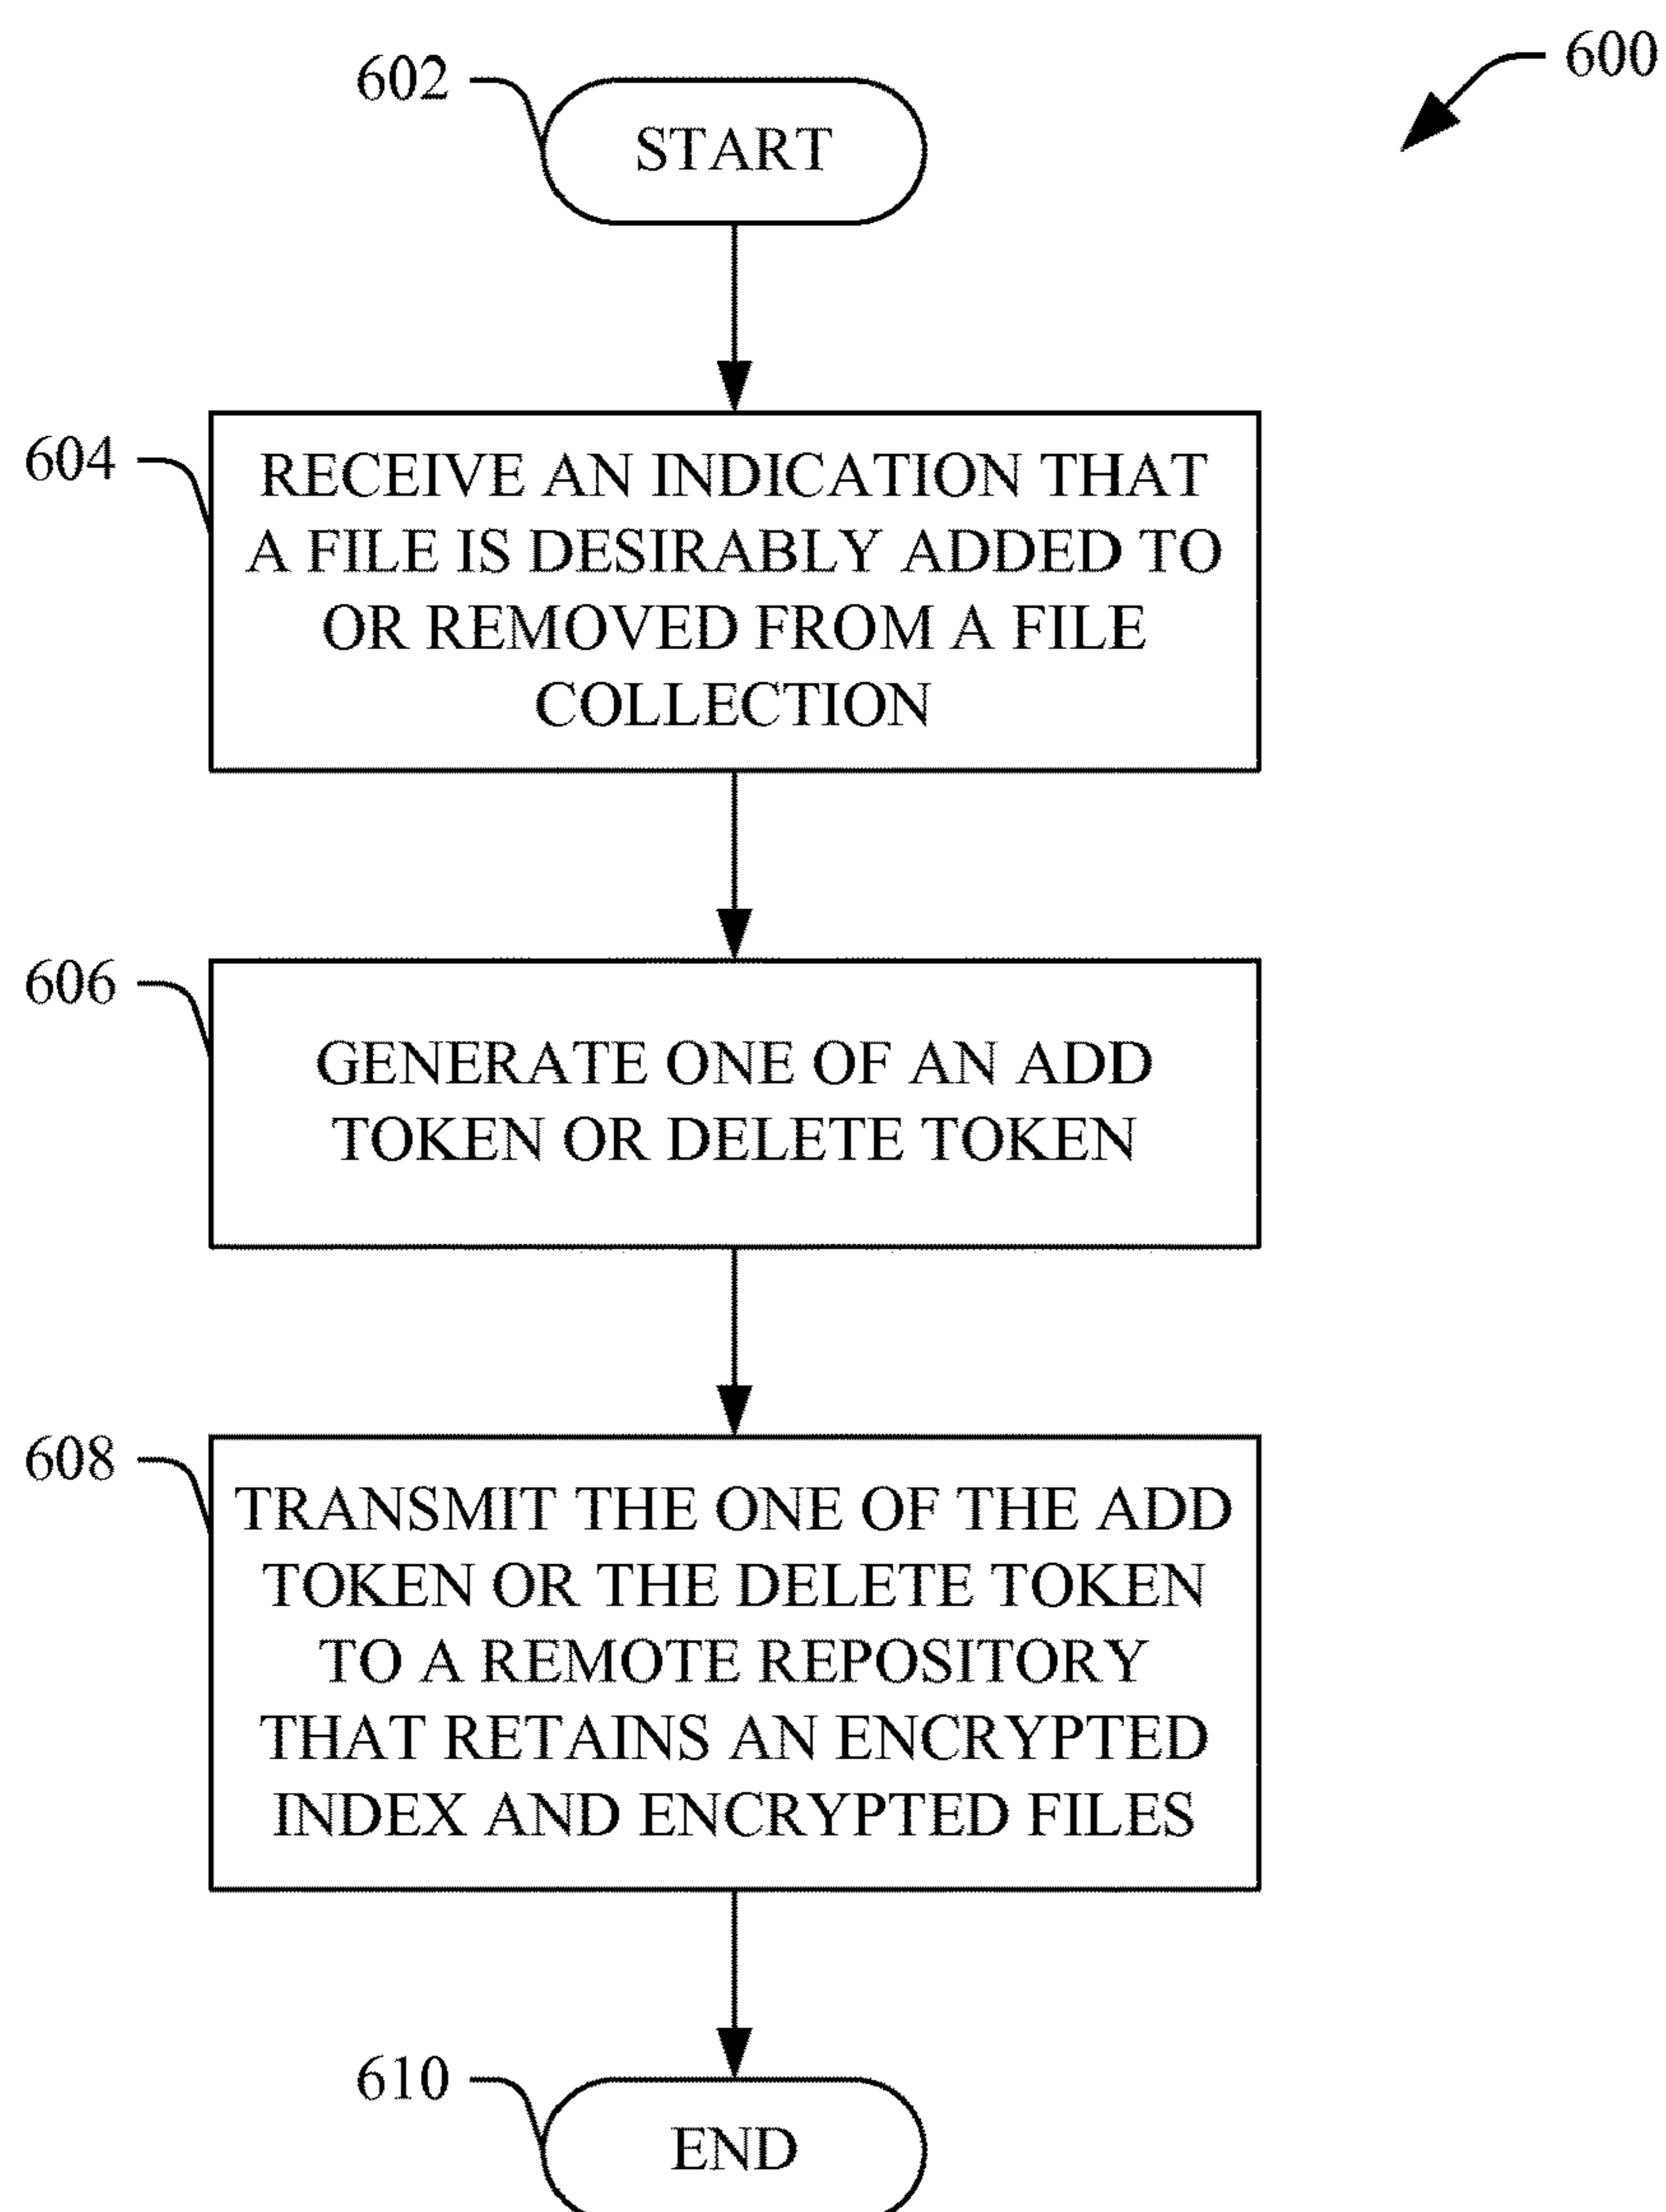 600
602
START
604
RECEIVE AN INDICATION THAT
A FILE IS DESIRABLY ADDED TO
OR REMOVED FROM A FILE
COLLECTION
606
GENERATE ONE OF AN ADD
TOKEN OR DELETE TOKEN
608
TRANSMIT THE ONE OF THE ADD
TOKEN OR THE DELETE TOKEN
TO A REMOTE REPOSITORY
THAT RETAINS AN ENCRYPTED
INDEX AND ENCRYPTED FILES
610
END